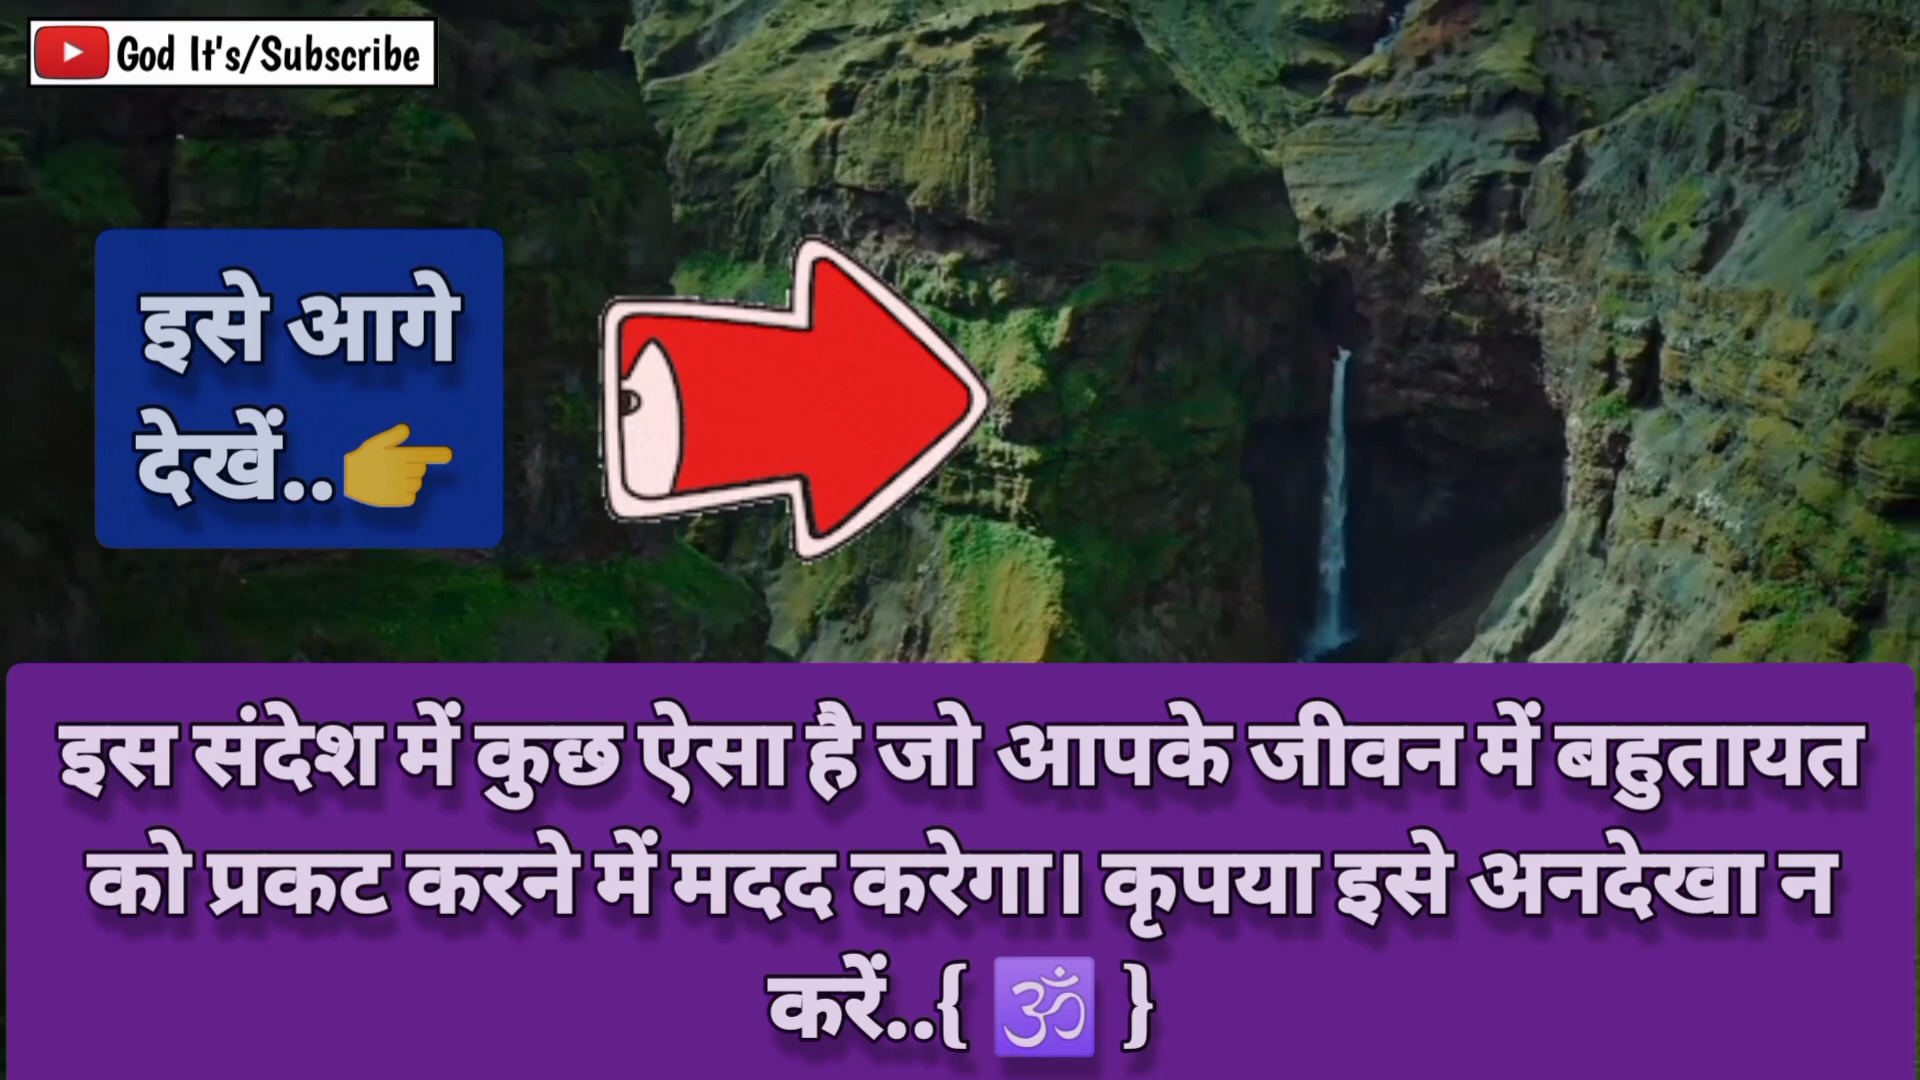 God It's/Subscribe
इसे आगे
देखें..👉
इस संदेश में कुछ ऐसा है जो आपके जीवन में बहुतायत
को प्रकट करने में मदद करेगा। कृपया इसे अनदेखा न
करें..{ 🕉 }